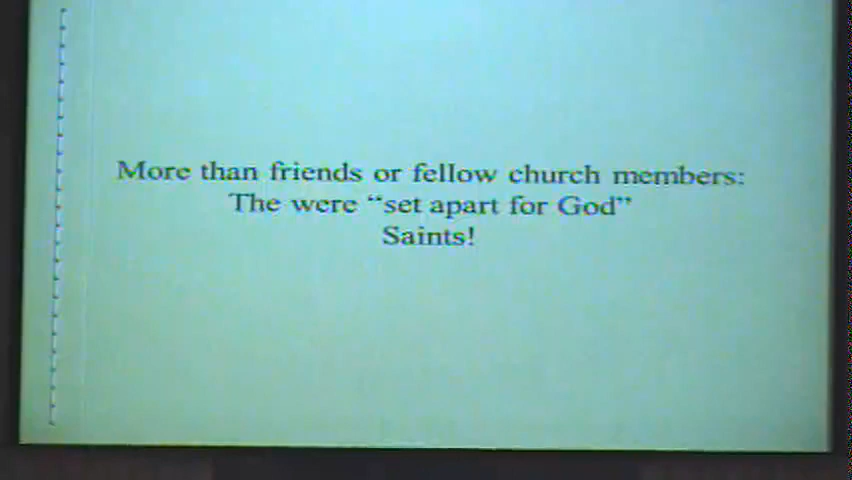 More than friends or fellow church members:
The were “set apart for God”
Saints!